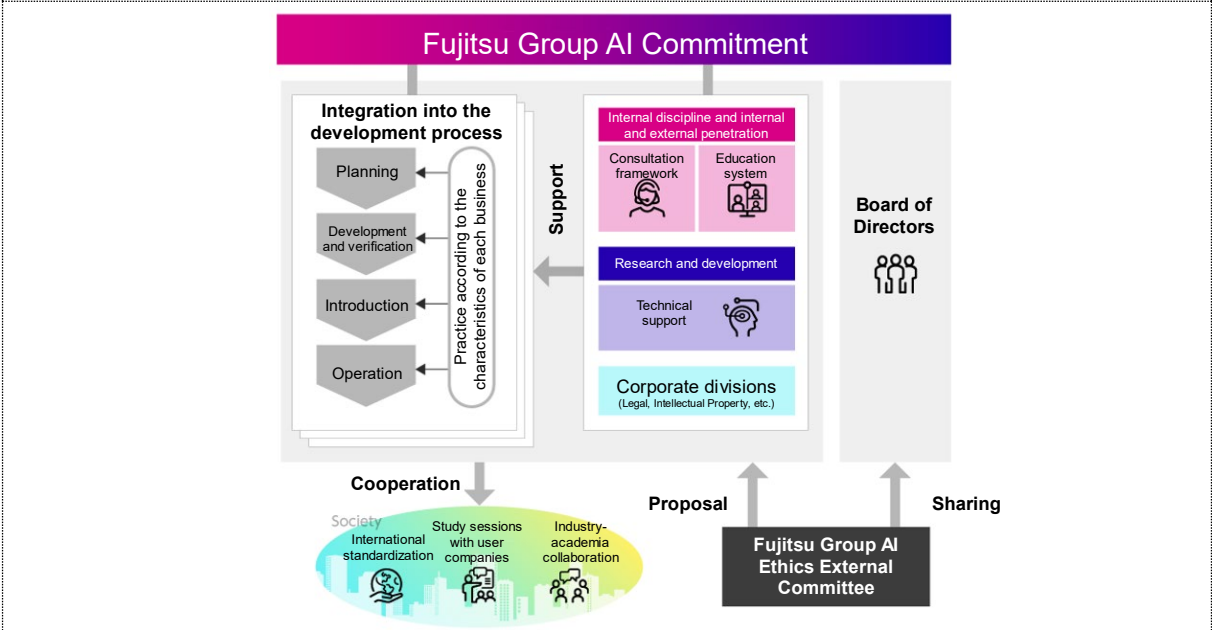 Fujitsu Group AI Commitment
Integration into the
development process
Planning
Development
and verification
Introduction
Operation
Practice according to the
characteristics of each business
Support
Internal discipline and internal
and external penetration
Consultation
framework
Education
system
Research and development
Technical
support
Corporate divisions
(Legal, Intellectual Property, etc.)
Board of
Directors
Cooperation
Society
International
standardization
Study sessions
with user
companies
Industry-
academia
collaboration
Proposal
Sharing
Fujitsu Group AI
Ethics External
Committee